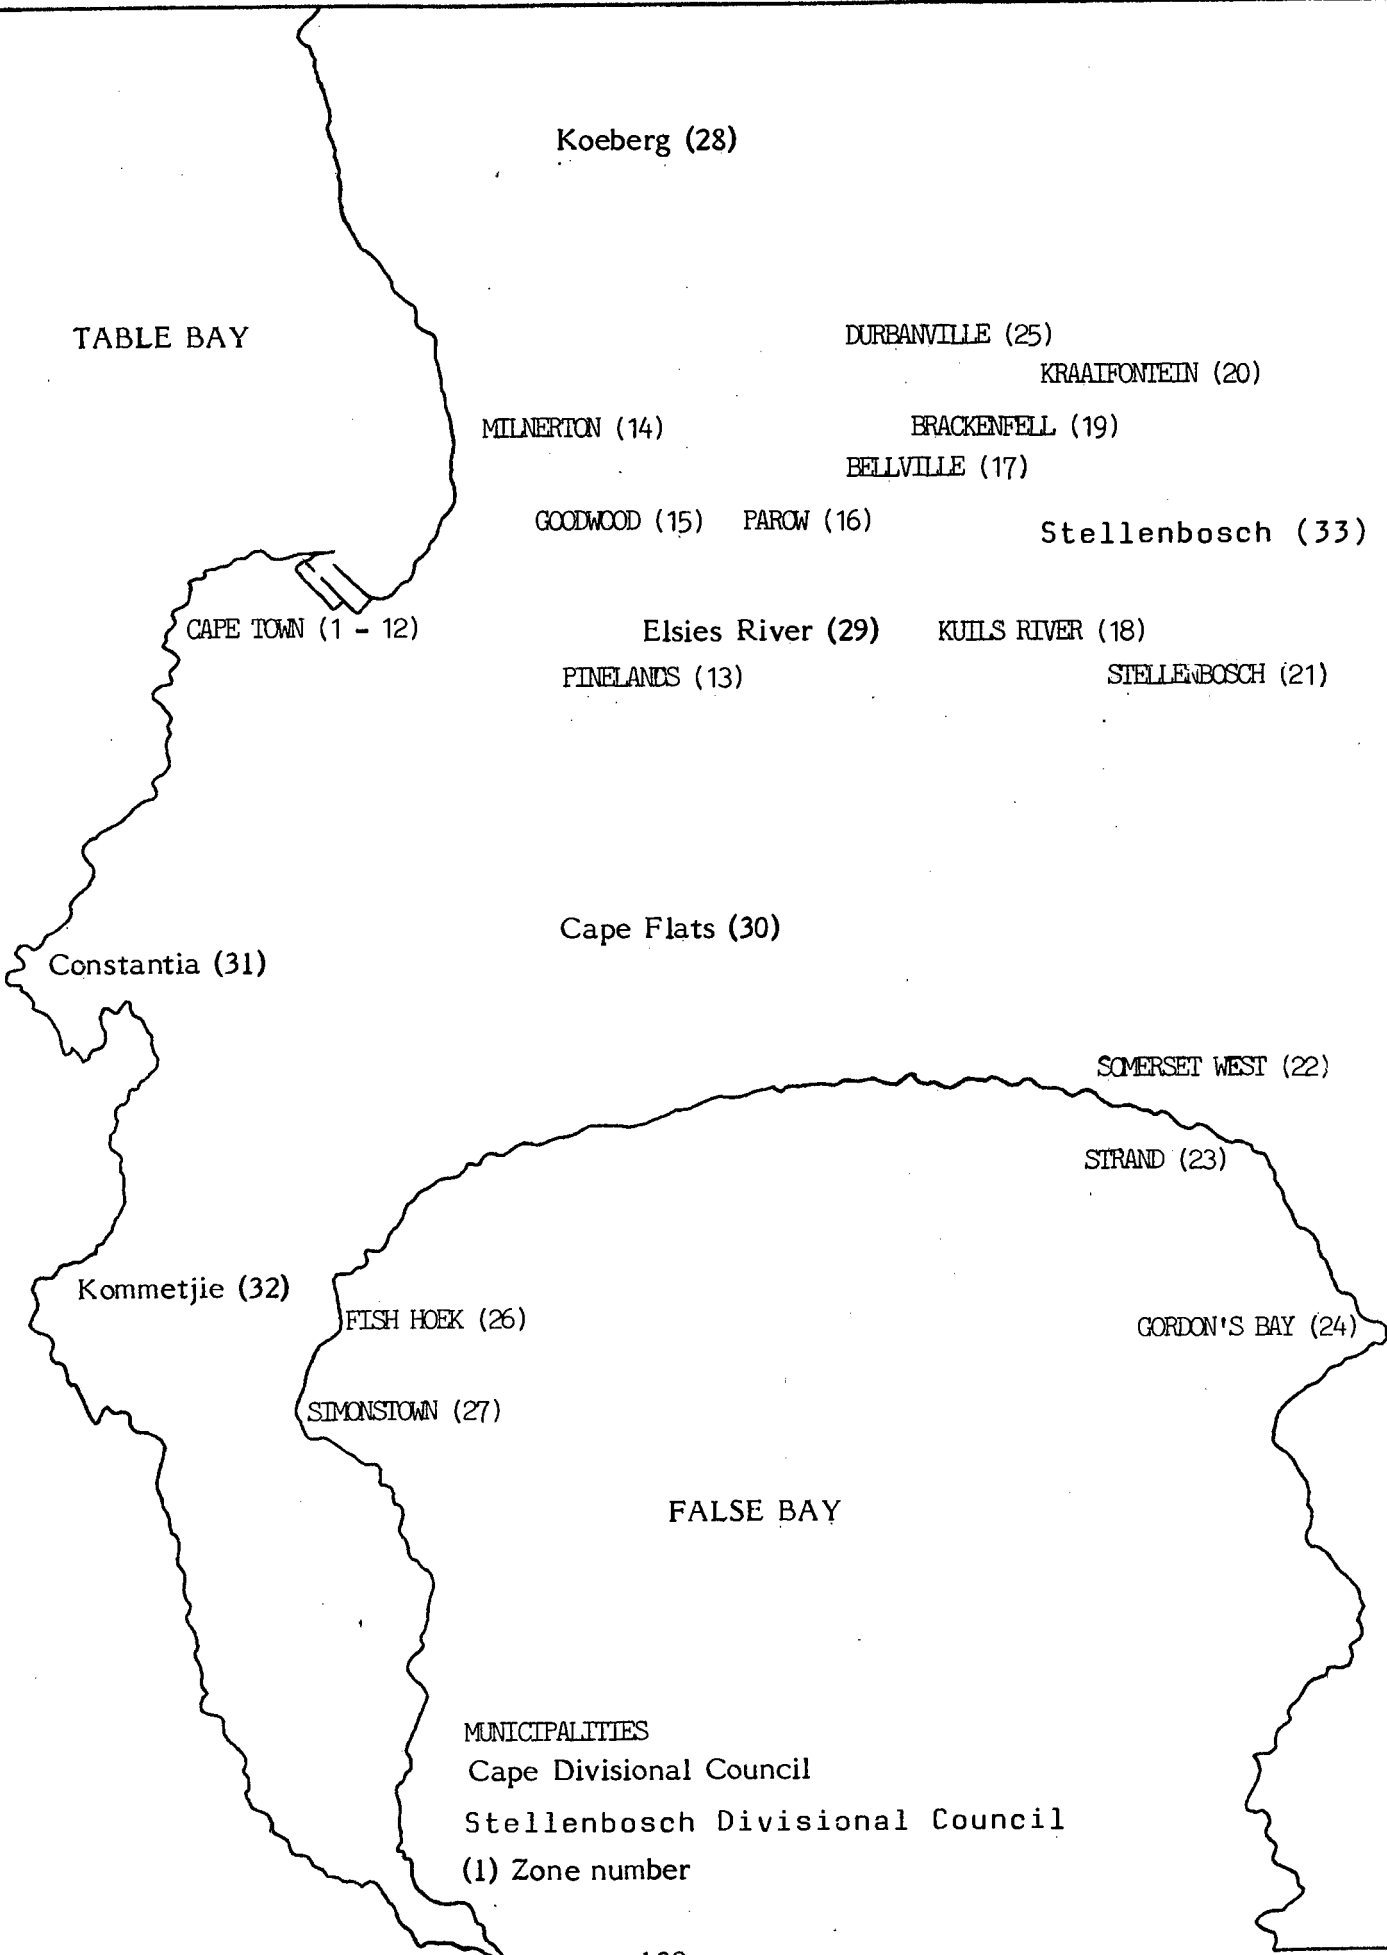 Koeberg (28)
TABLE BAY
DURBANVILLE (25)
KRAAIFONTEIN (20)
MILNERTON (14)
BRACKENFELL (19)
BELLVILLE (17)
GOODWOOD (15)
PAROW (16)
Stellenbosch (33)
CAPE TOWN (1 - 12)
Elsies River (29)
KUILS RIVER (18)
PINELANDS (13)
STELLENBOSCH (21)
Cape Flats (30)
Constantia (31)
SOMERSET WEST (22)
STRAND (23)
Kommetjie (32)
FISH HOEK (26)
GORDON'S BAY (24)
SIMONSTOWN (27)
FALSE BAY
MUNICIPALITIES
Cape Divisional Council
Stellenbosch Divisional Council
(1) Zone number